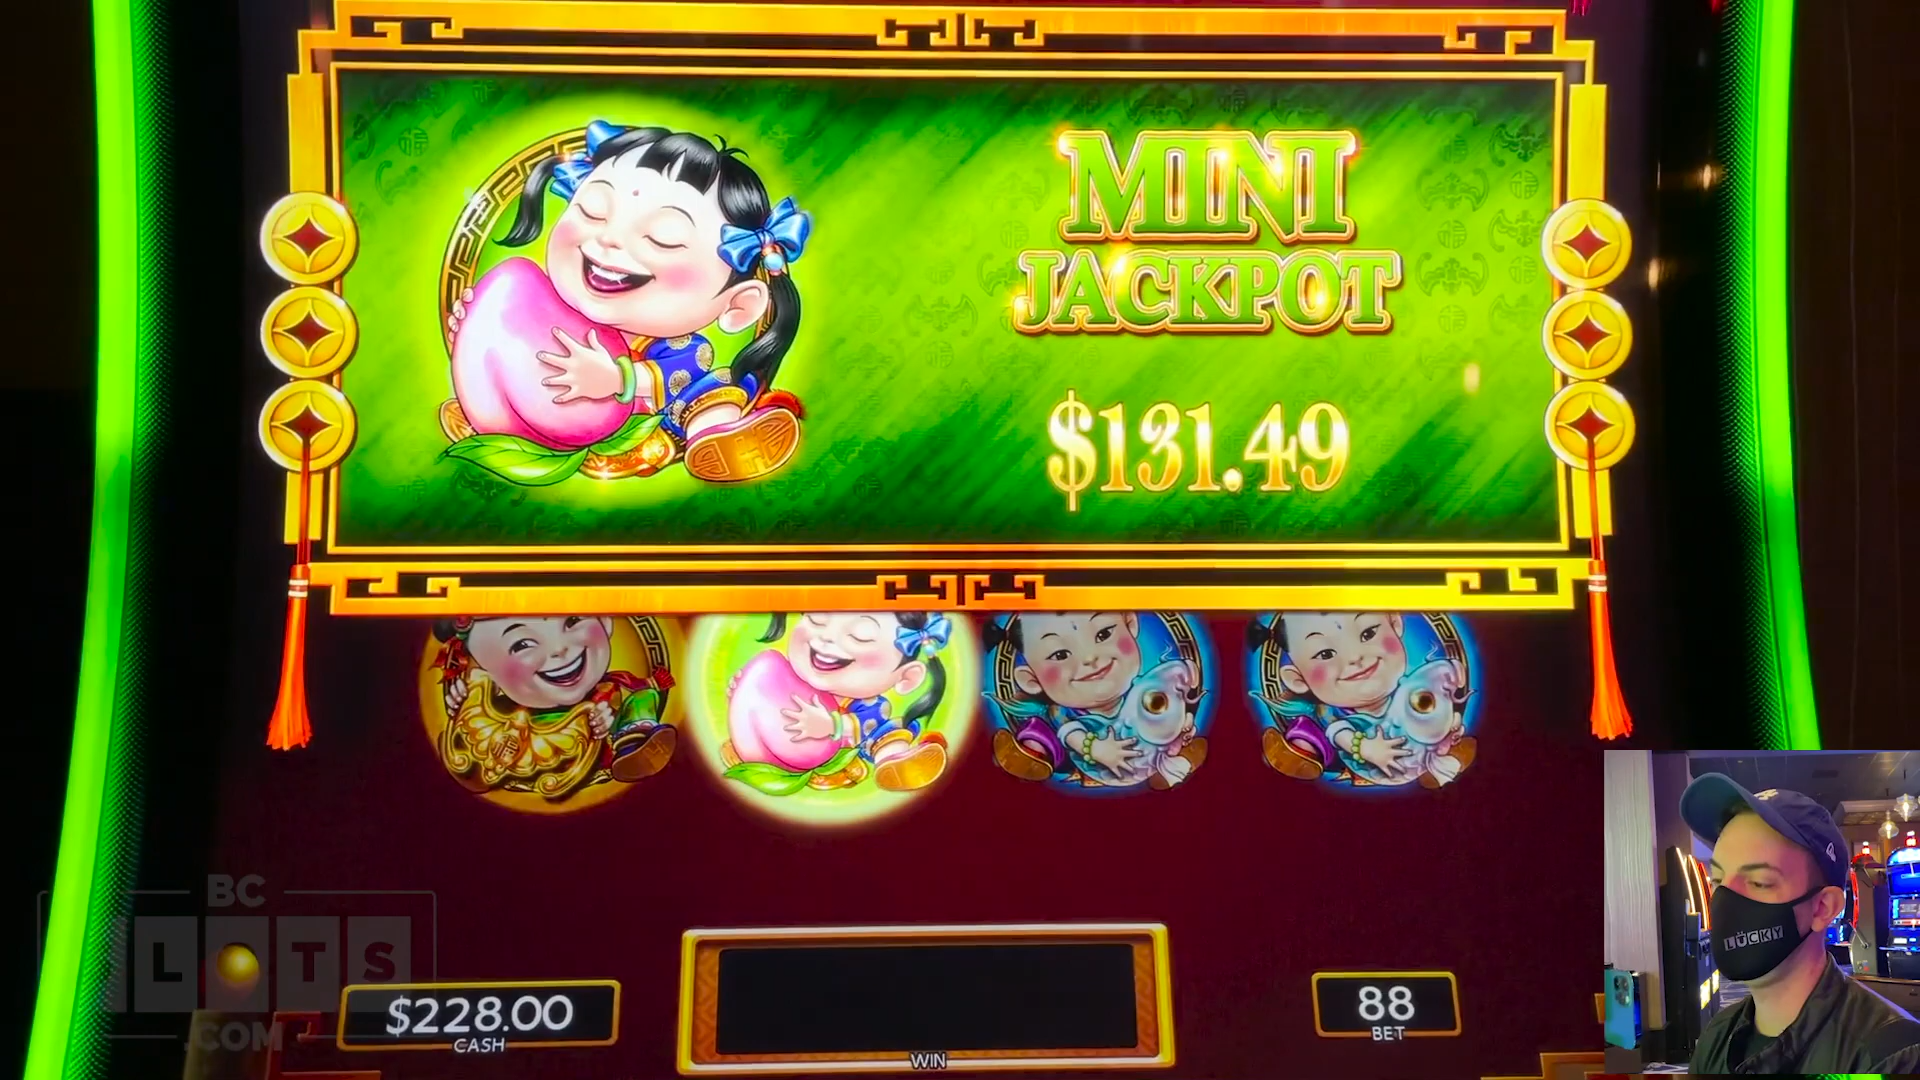 MINI
JACKPOT
$131.49
BC
LOTS
.COM
$228.00
CASH
WIN
88
BET
LUCKY